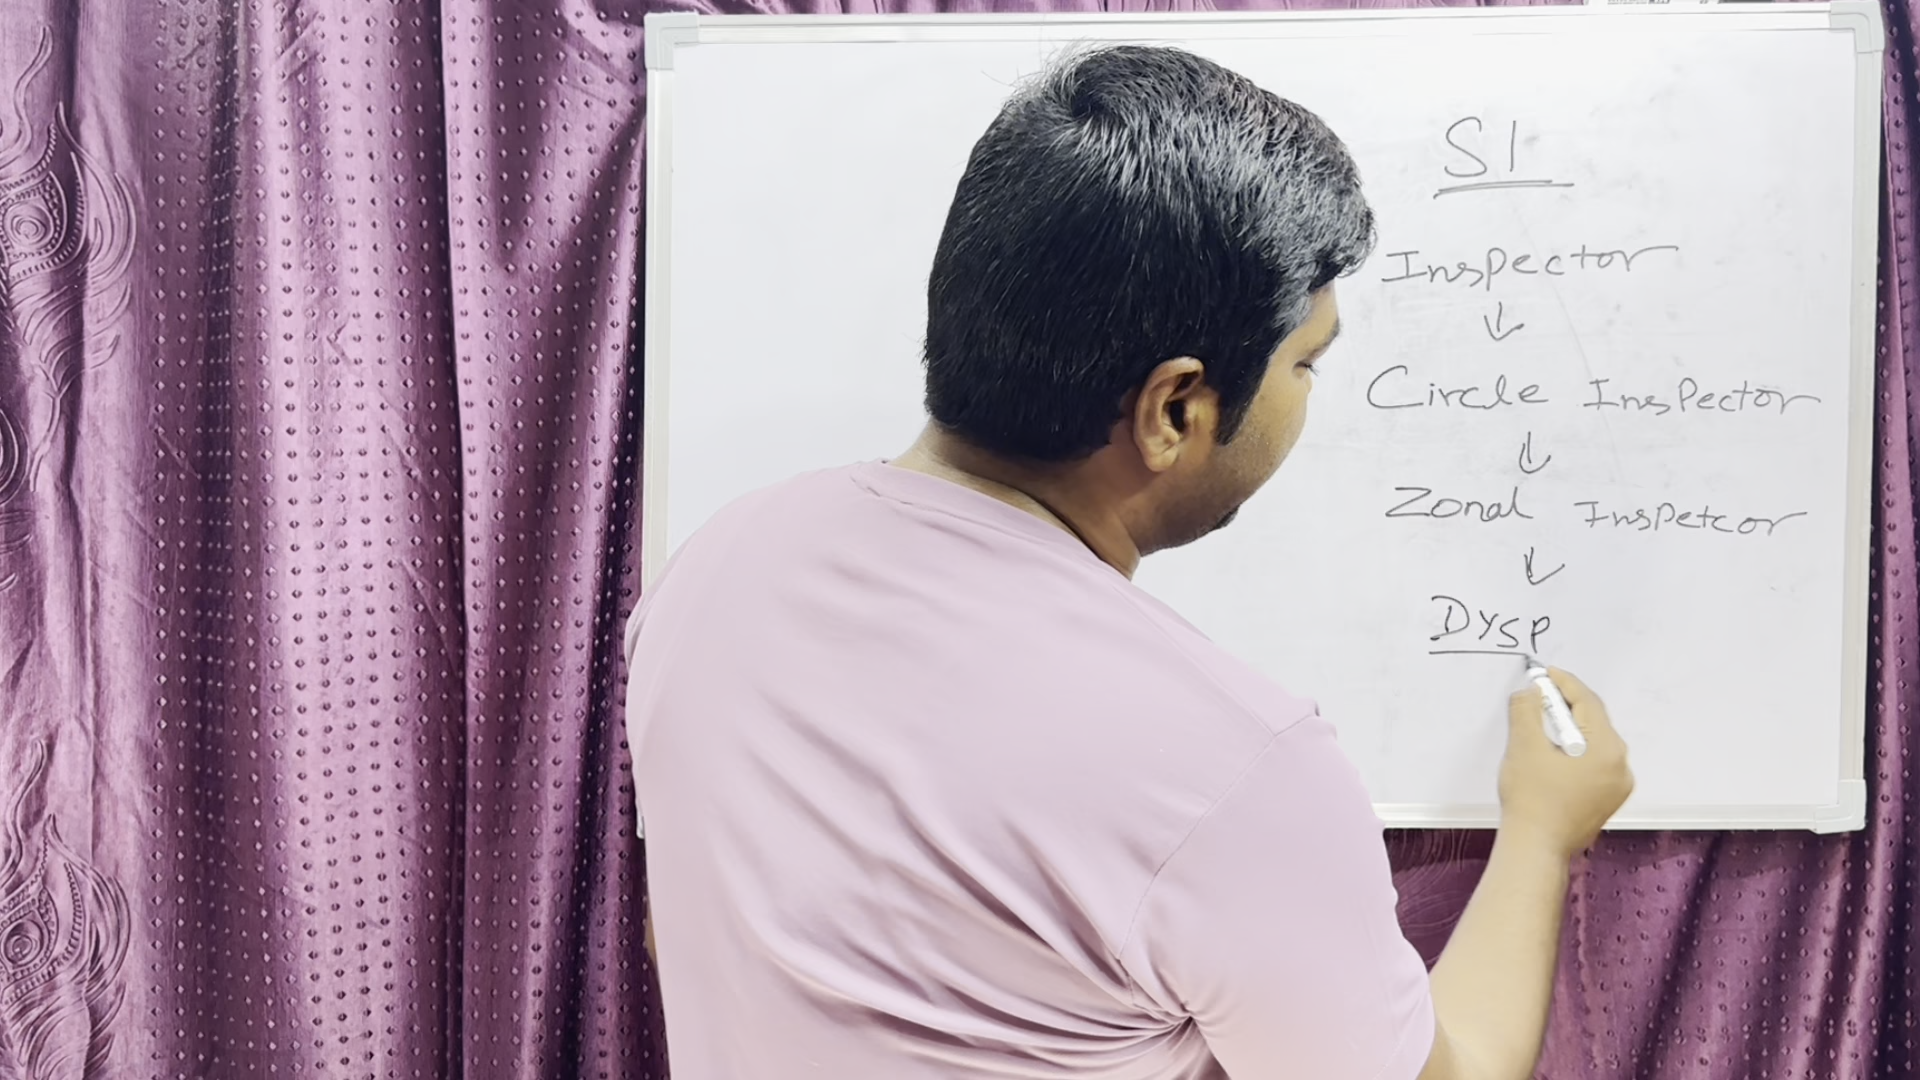 SI
Inspector
↓
Circle Inspector
↓
Zonal Inspetcor
↓
DYSP